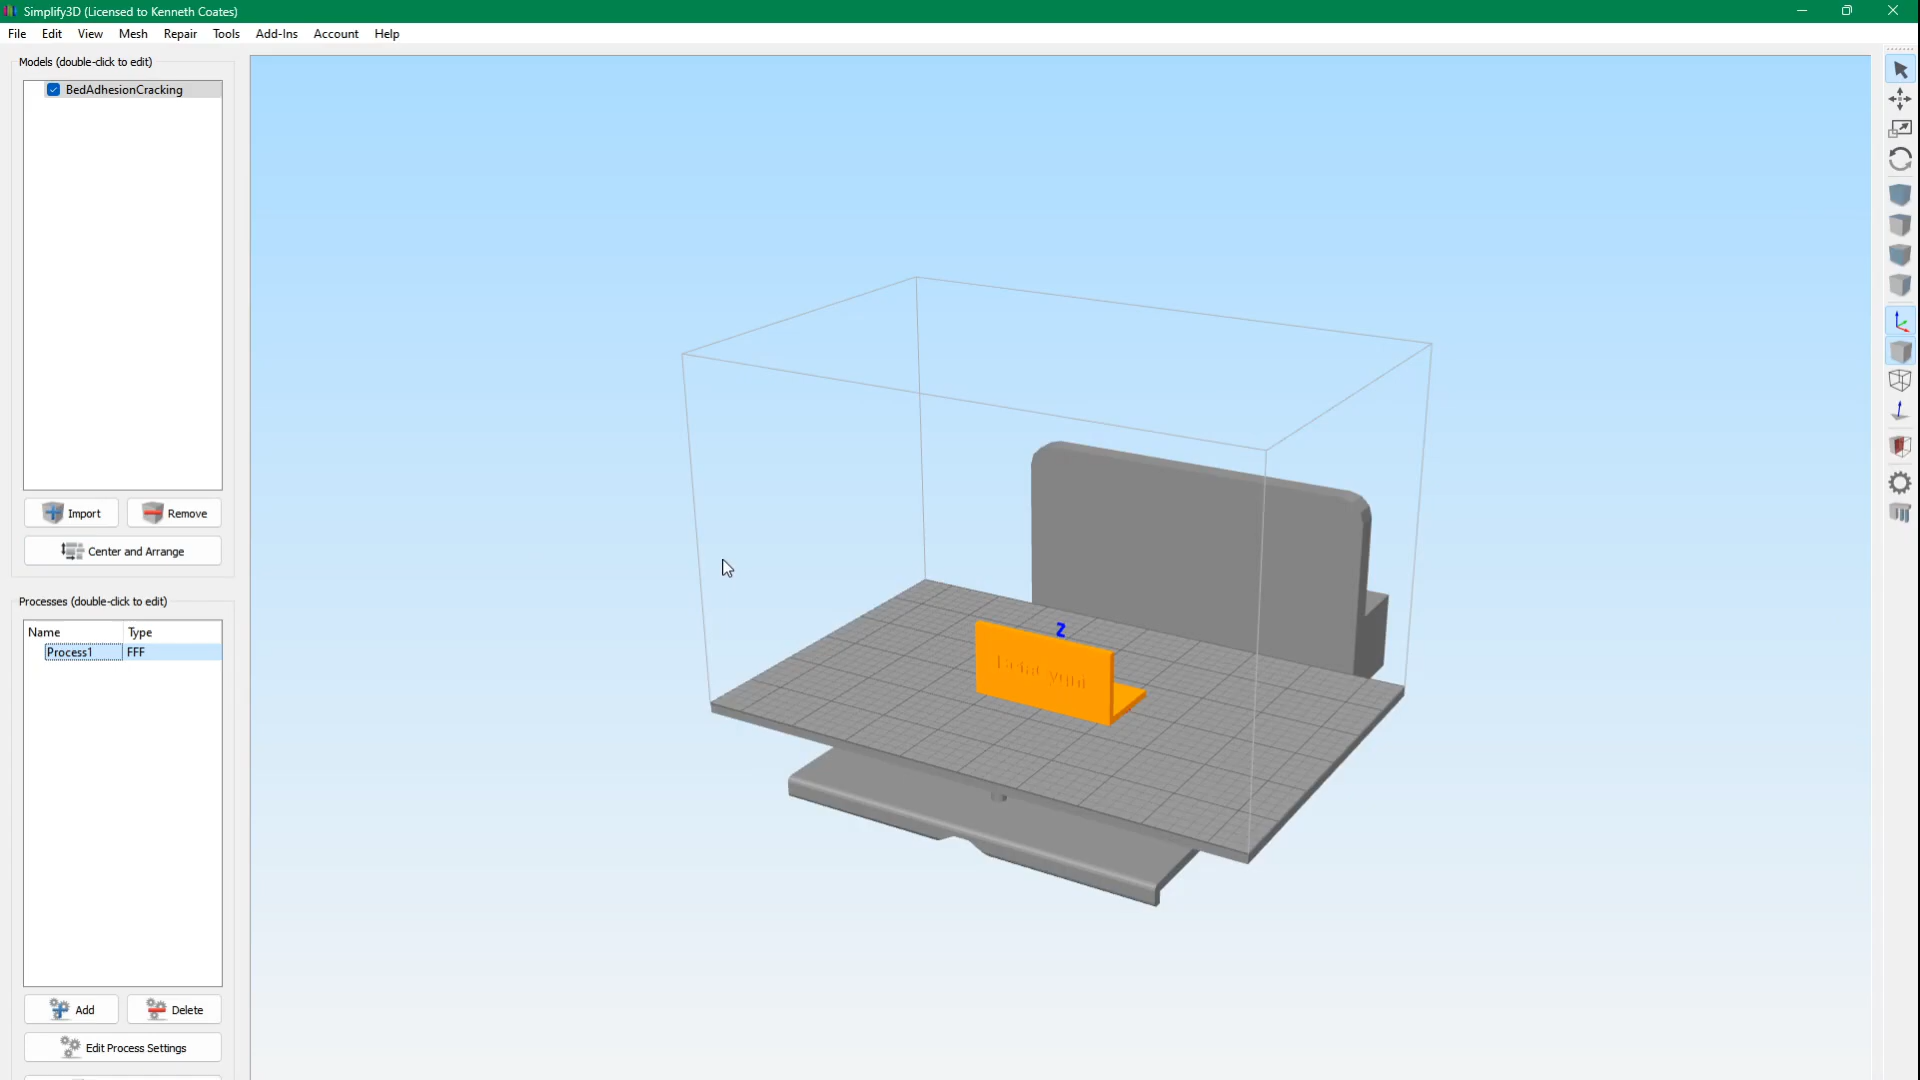 Simplify3D (Licensed to Kenneth Coates)
File Edit View Mesh Repair Tools Add-Ins Account Help
Models (double-click to edit)
BedAdhesionCracking
Import Remove
Center and Arrange
Processes (double-click to edit)
Name Type
Process1 FFF
Add Delete
Edit Process Settings
Z